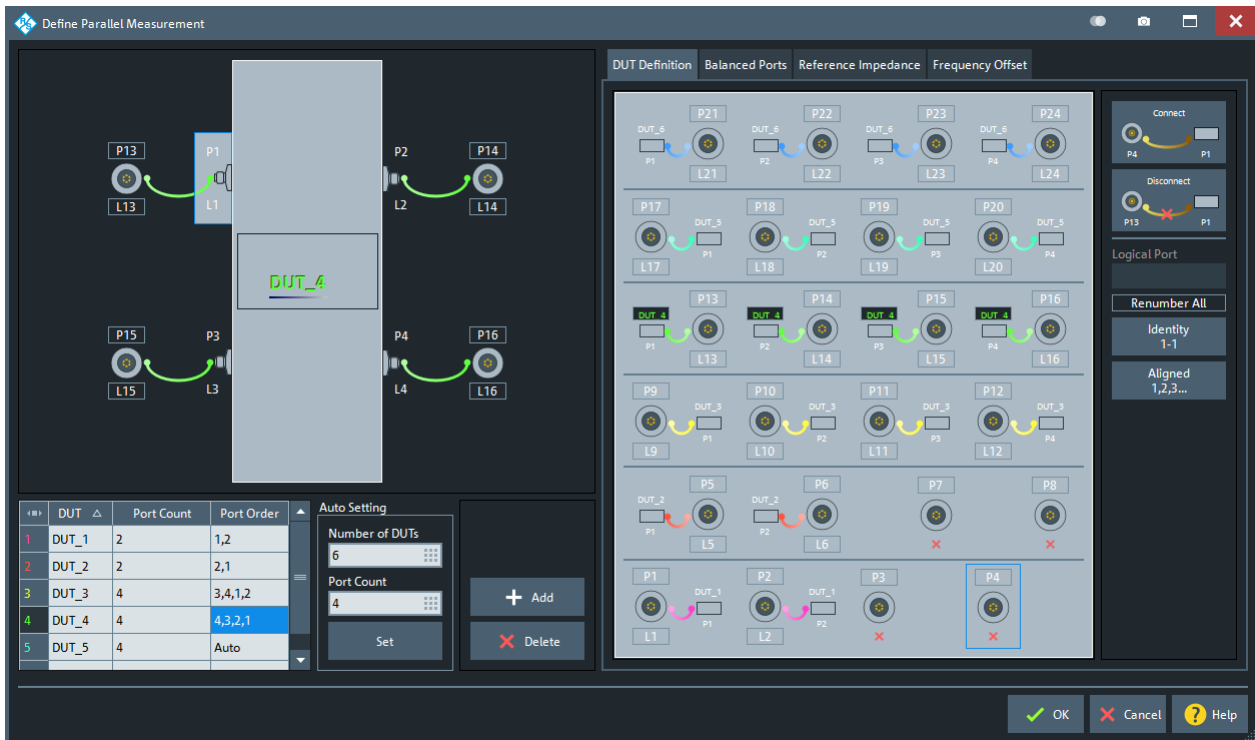 Define Parallel Measurement
P13
P1
P2
P14
L13
L1
L2
L14
DUT_4
P15
P3
P4
P16
L15
L3
L4
L16
DUT
Port Count
Port Order
1 DUT_1 2 1,2
2 DUT_2 2 2,1
3 DUT_3 4 3,4,1,2
4 DUT_4 4 4,3,2,1
5 DUT_5 4 Auto
Auto Setting
Number of DUTs
6
Port Count
4
Set
Add
Delete
DUT Definition Balanced Ports Reference Impedance Frequency Offset
P21 P22 P23 P24
DUT_6 DUT_6 DUT_6 DUT_6
P1 P2 P3 P4
L21 L22 L23 L24
P17 P18 P19 P20
DUT_5 DUT_5 DUT_5 DUT_5
P1 P2 P3 P4
L17 L18 L19 L20
P13 P14 P15 P16
DUT_4 DUT_4 DUT_4 DUT_4
P1 P2 P3 P4
L13 L14 L15 L16
P9 P10 P11 P12
DUT_3 DUT_3 DUT_3 DUT_3
P1 P2 P3 P4
L9 L10 L11 L12
P5 P6 P7 P8
DUT_2 DUT_2
P1 P2
L5 L6
P1 P2 P3 P4
DUT_1 DUT_1
P1 P2
L1 L2
Connect
P4 P1
Disconnect
P13 P1
Logical Port
Renumber All
Identity
1-1
Aligned
1,2,3...
OK
Cancel
? Help